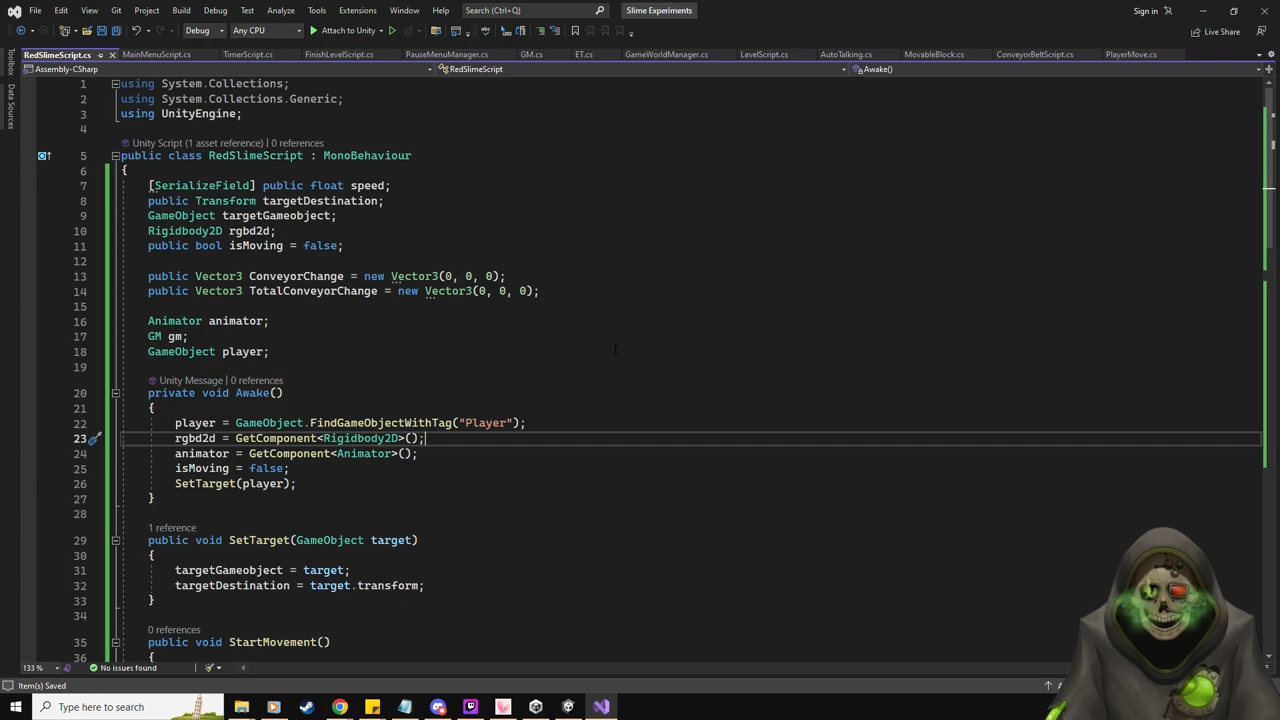 File Edit View Git Project Build Debug Test Analyze Tools Extensions Window Help Search (Ctrl+Q) Slime Experiments Sign in
Debug Any CPU Attach to Unity Live Share
RedSlimeScript.cs MainMenuScript.cs TimerScript.cs FinishLevelScript.cs PauseMenuManager.cs GM.cs ET.cs GameWorldManager.cs LevelScript.cs AutoTalking.cs MovableBlock.cs ConveyorBeltScript.cs PlayerMove.cs
Assembly-CSharp RedSlimeScript Awake()
Toolbox
Data Sources
1 using System.Collections;
2 using System.Collections.Generic;
3 using UnityEngine;
4
Unity Script (1 asset reference) | 0 references
5 public class RedSlimeScript : MonoBehaviour
6 {
7 [SerializeField] public float speed;
8 public Transform targetDestination;
9 GameObject targetGameobject;
10 Rigidbody2D rgbd2d;
11 public bool isMoving = false;
12
13 public Vector3 ConveyorChange = new Vector3(0, 0, 0);
14 public Vector3 TotalConveyorChange = new Vector3(0, 0, 0);
15
16 Animator animator;
17 GM gm;
18 GameObject player;
19
Unity Message | 0 references
20 private void Awake()
21 {
22 player = GameObject.FindGameObjectWithTag("Player");
23 rgbd2d = GetComponent<Rigidbody2D>();
24 animator = GetComponent<Animator>();
25 isMoving = false;
26 SetTarget(player);
27 }
28
1 reference
29 public void SetTarget(GameObject target)
30 {
31 targetGameobject = target;
32 targetDestination = target.transform;
33 }
34
0 references
35 public void StartMovement()
36 {
133 % No issues found
Item(s) Saved
Type here to search